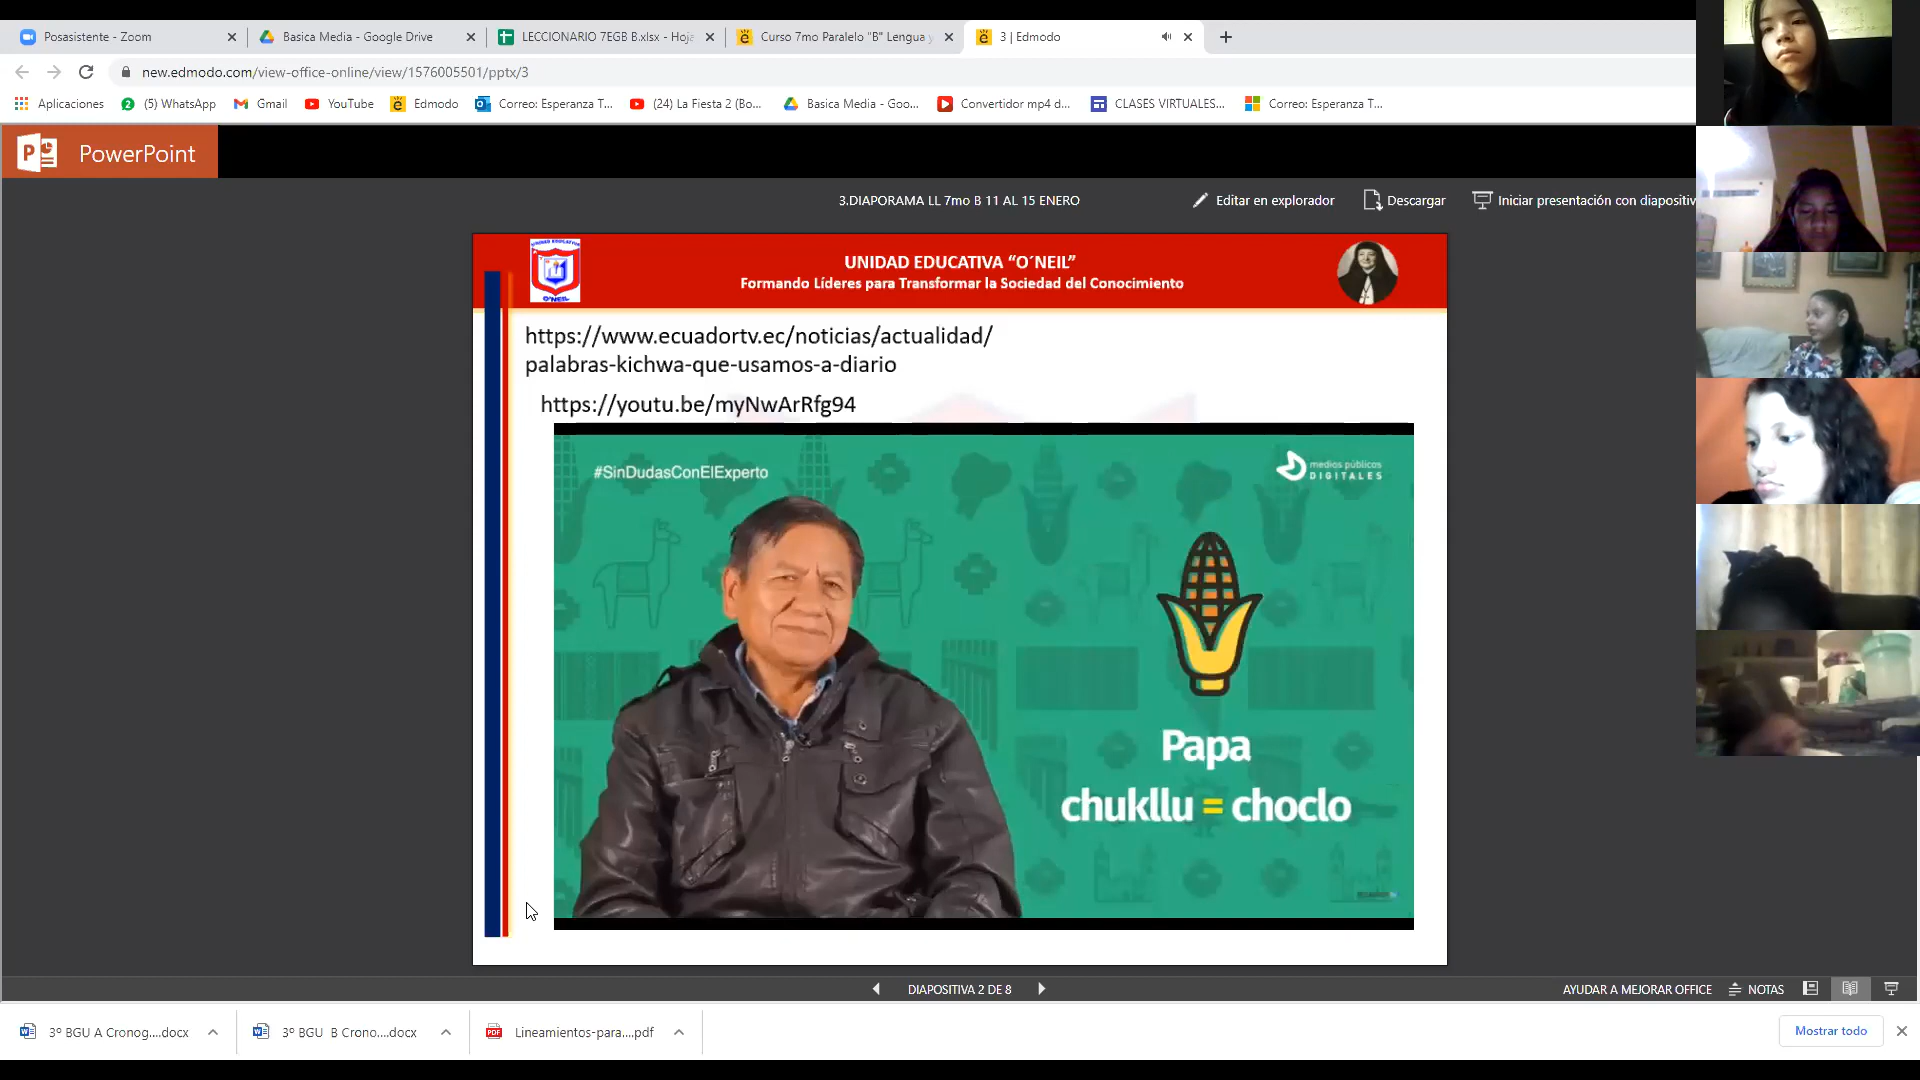 Posasistente - Zoom
Basica Media - Google Drive
LECCIONARIO 7EGB B.xlsx - Hoja
Curso 7mo Paralelo "B" Lengua y
3 | Edmodo
new.edmodo.com/view-office-online/view/1576005501/pptx/3
Aplicaciones
(5) WhatsApp
Gmail
YouTube
Edmodo
Correo: Esperanza T...
(24) La Fiesta 2 (Bo...
Basica Media - Goo...
Convertidor mp4 d...
CLASES VIRTUALES...
Correo: Esperanza T...
PowerPoint
3.DIAPORAMA LL 7mo B 11 AL 15 ENERO
Editar en explorador
Descargar
Iniciar presentación con diapositiv
UNIDAD EDUCATIVA “O´NEIL”
Formando Líderes para Transformar la Sociedad del Conocimiento
O'NEIL
https://www.ecuadortv.ec/noticias/actualidad/
palabras-kichwa-que-usamos-a-diario
https://youtu.be/myNwArRfg94
#SinDudasConElExperto
medios públicos
DIGITALES
Papa
chukllu = choclo
DIAPOSITIVA 2 DE 8
AYUDAR A MEJORAR OFFICE
NOTAS
3º BGU A Cronog....docx
3º BGU B Crono....docx
Lineamientos-para....pdf
Mostrar todo